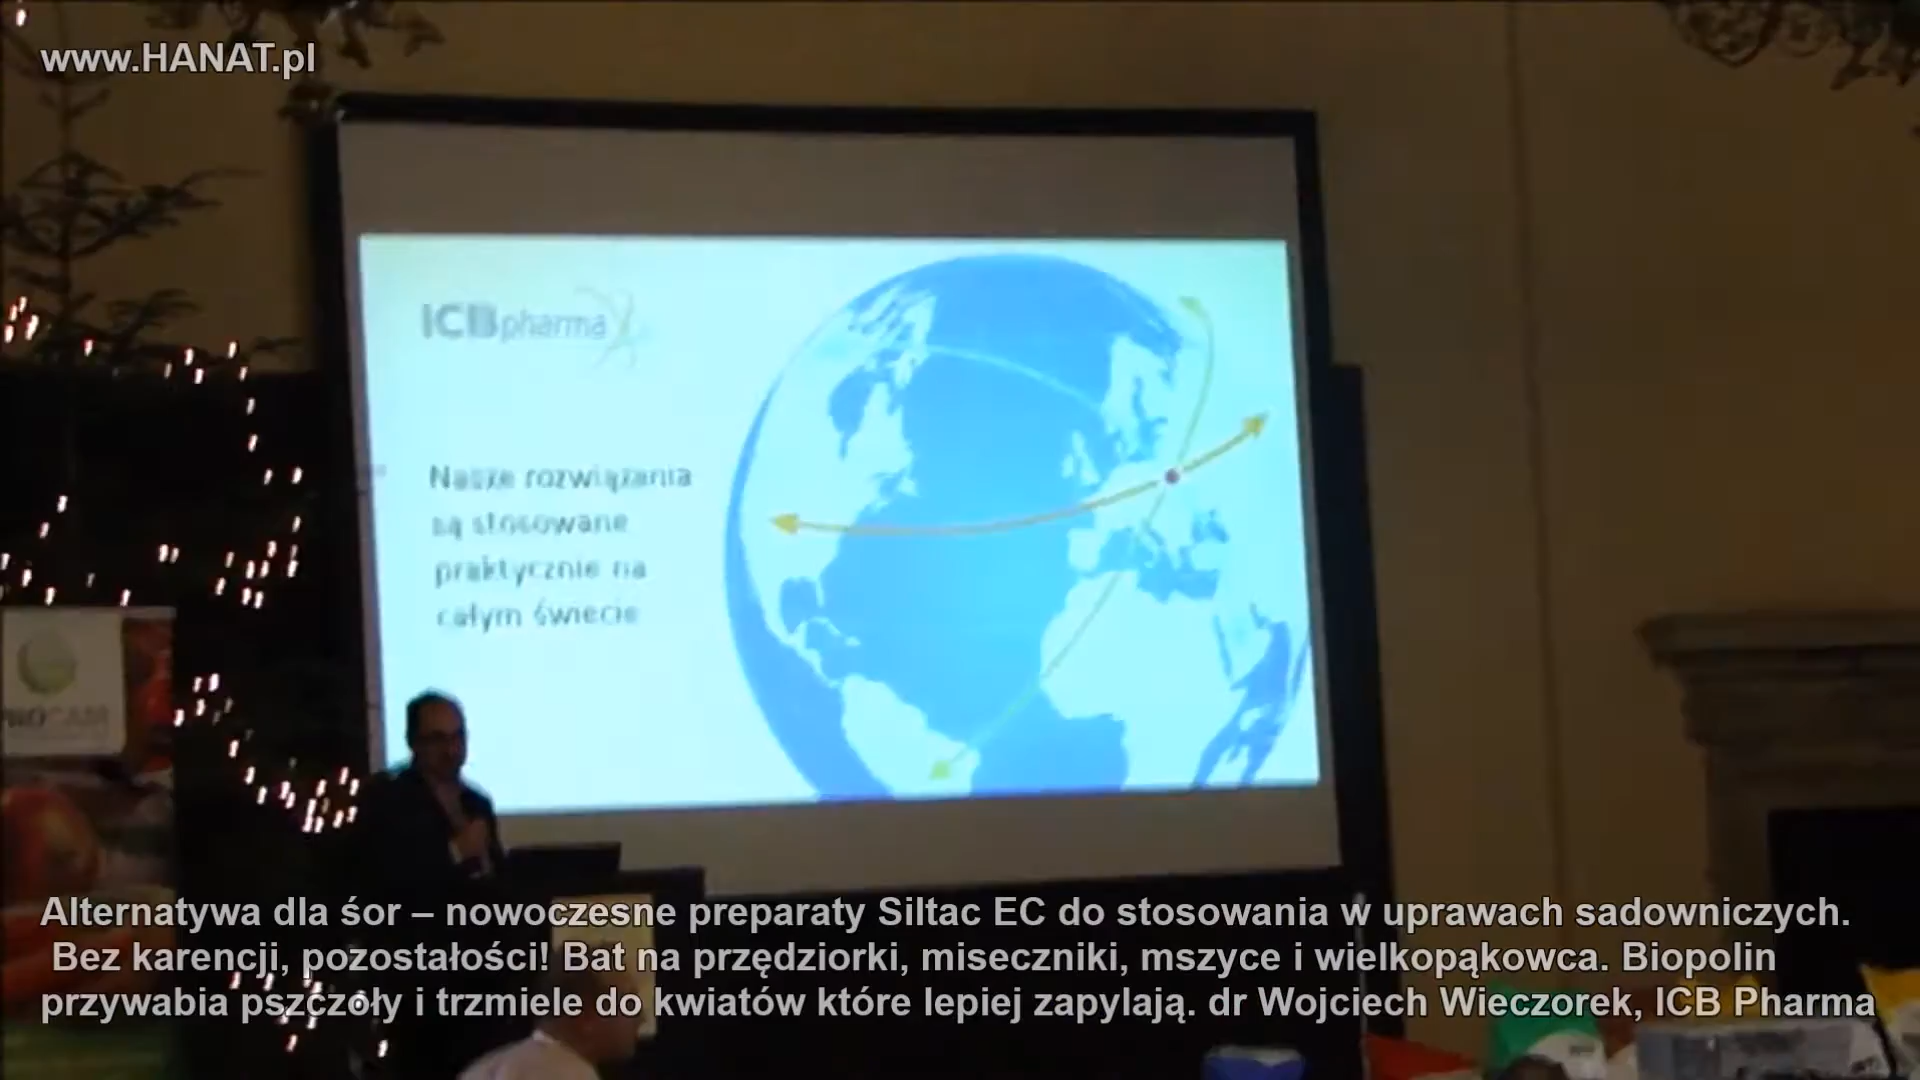 www.HANAT.pl
ICBpharma
Nasze rozwiązania
są stosowane
praktycznie na
całym świecie
PROCAM
Alternatywa dla śor – nowoczesne preparaty Siltac EC do stosowania w uprawach sadowniczych.
Bez karencji, pozostałości! Bat na przędziorki, miseczniki, mszyce i wielkopąkowca. Biopolin
przywabia pszczoły i trzmiele do kwiatów które lepiej zapylają. dr Wojciech Wieczorek, ICB Pharma